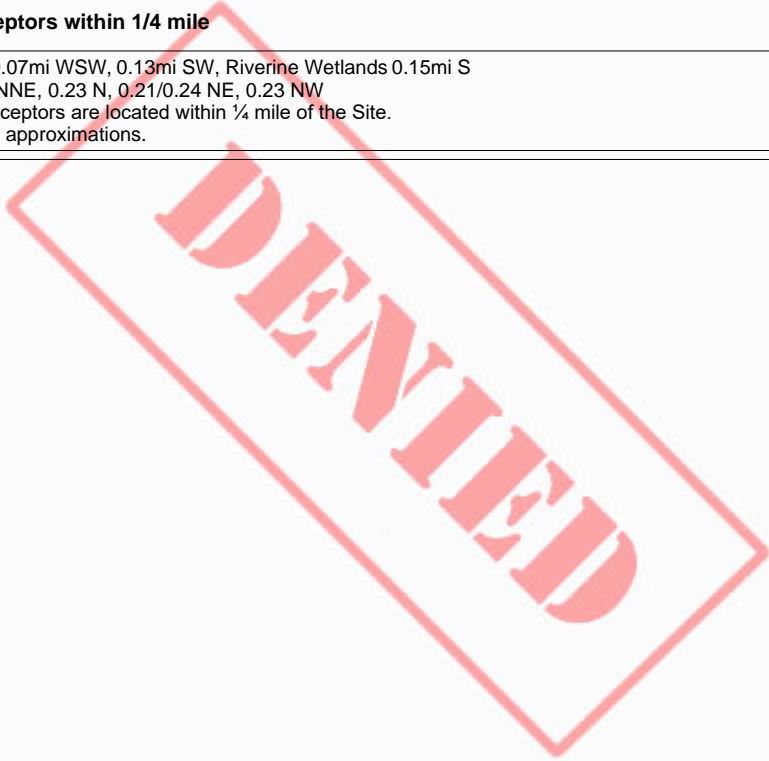 eptors within 1/4 mile
.07mi WSW, 0.13mi SW, Riverine Wetlands 0.15mi S
NNE, 0.23 N, 0.21/0.24 NE, 0.23 NW
ceptors are located within ¼ mile of the Site.
approximations.
DENIED